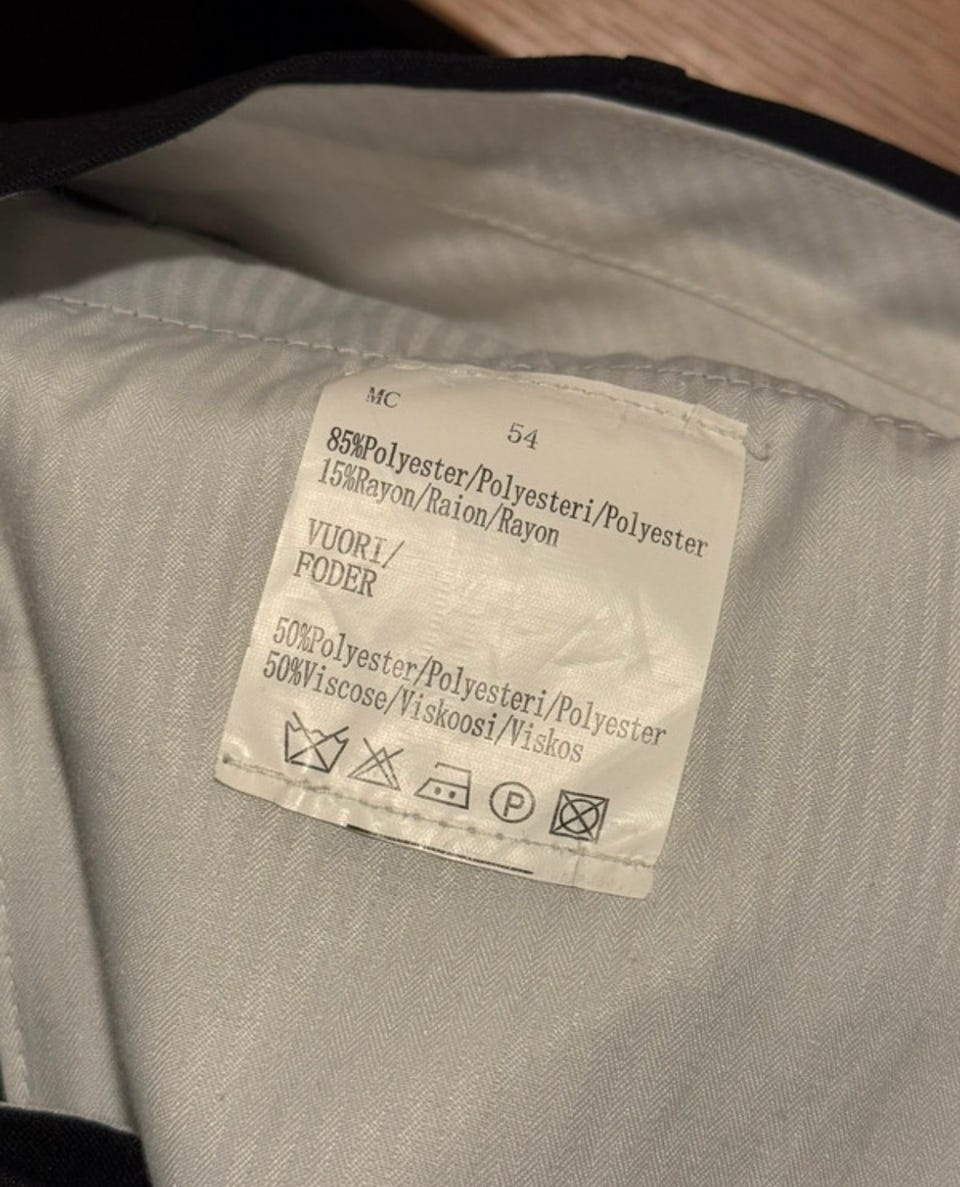 MC
54
85%Polyester/Polyesteri/Polyester
15%Rayon/Raion/Rayon
VUORI/
FODER
50%Polyester/Polyesteri/Polyester
50%Viscose/Viskoosi/Viskos
P